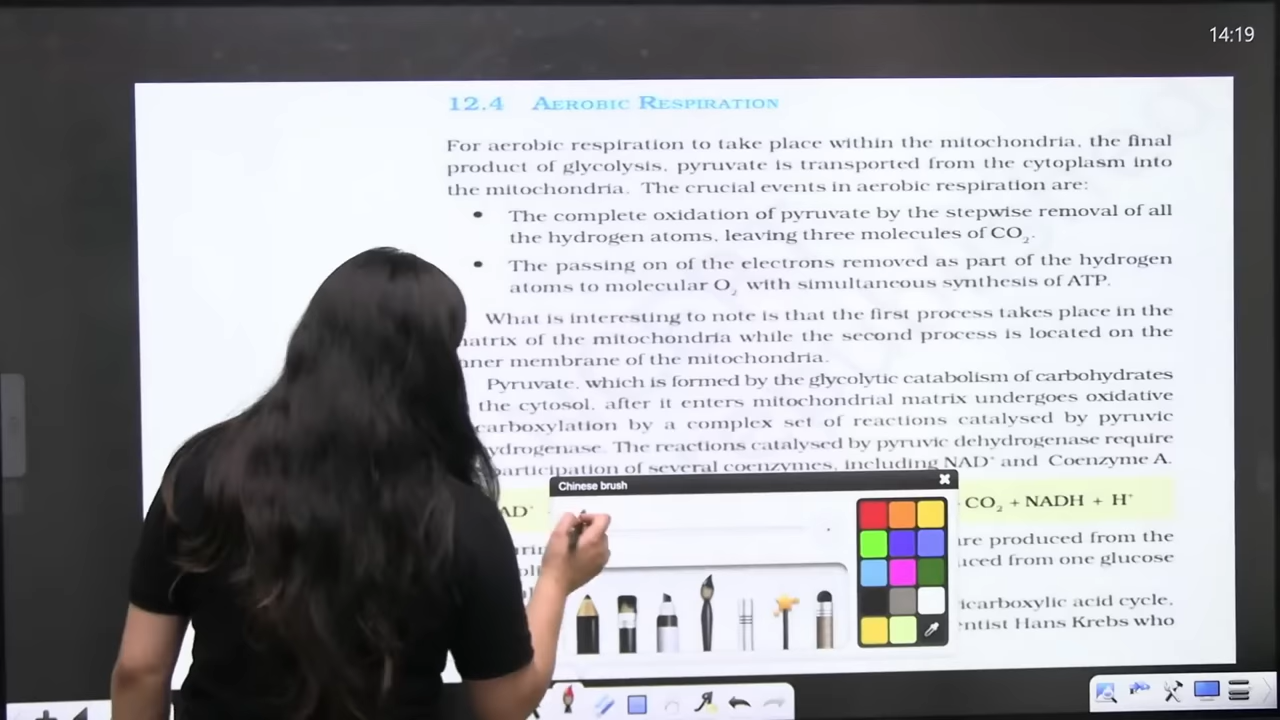 14:19
12.4 AEROBIC RESPIRATION
For aerobic respiration to take place within the mitochondria, the final
product of glycolysis, pyruvate is transported from the cytoplasm into
the mitochondria. The crucial events in aerobic respiration are:
• The complete oxidation of pyruvate by the stepwise removal of all
the hydrogen atoms, leaving three molecules of CO₂.
• The passing on of the electrons removed as part of the hydrogen
atoms to molecular O₂ with simultaneous synthesis of ATP.
What is interesting to note is that the first process takes place in the
matrix of the mitochondria while the second process is located on the
inner membrane of the mitochondria.
Pyruvate, which is formed by the glycolytic catabolism of carbohydrates
the cytosol, after it enters mitochondrial matrix undergoes oxidative
carboxylation by a complex set of reactions catalysed by pyruvic
ydrogenase. The reactions catalysed by pyruvic dehydrogenase require
participation of several coenzymes, including NAD⁺ and Coenzyme A.
Chinese brush
AD⁺ CO₂ + NADH + H⁺
are produced from the
uced from one glucose
icarboxylic acid cycle,
entist Hans Krebs who